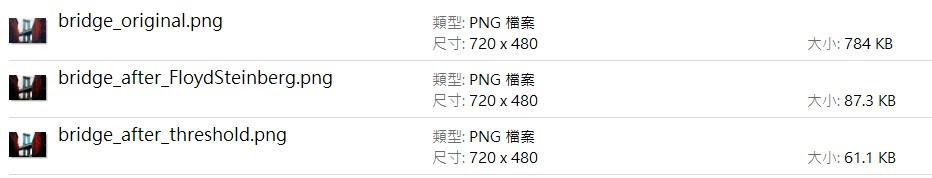 bridge_original.png
類型: PNG 檔案
尺寸: 720 x 480
大小: 784 KB
bridge_after_FloydSteinberg.png
類型: PNG 檔案
尺寸: 720 x 480
大小: 87.3 KB
bridge_after_threshold.png
類型: PNG 檔案
尺寸: 720 x 480
大小: 61.1 KB